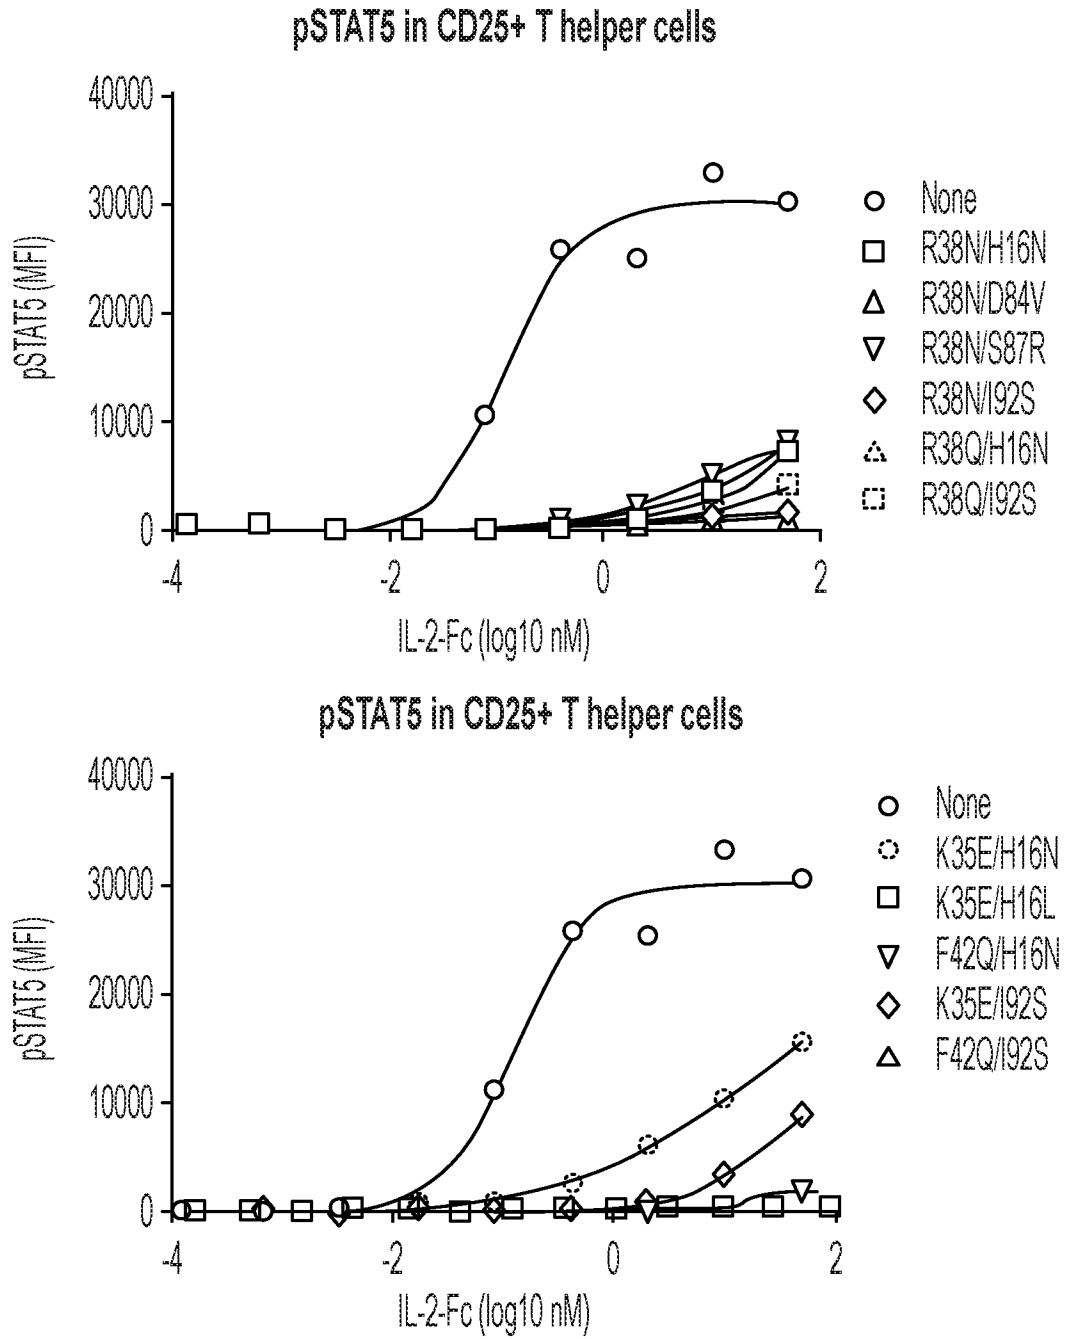 pSTAT5 in CD25+ T helper cells
40000
30000
20000
10000
0
pSTAT5 (MFI)
-4
-2
0
2
IL-2-Fc (log10 nM)
None
R38N/H16N
R38N/D84V
R38N/S87R
R38N/I92S
R38Q/H16N
R38Q/I92S
pSTAT5 in CD25+ T helper cells
40000
30000
20000
10000
0
pSTAT5 (MFI)
-4
-2
0
2
IL-2-Fc (log10 nM)
None
K35E/H16N
K35E/H16L
F42Q/H16N
K35E/I92S
F42Q/I92S